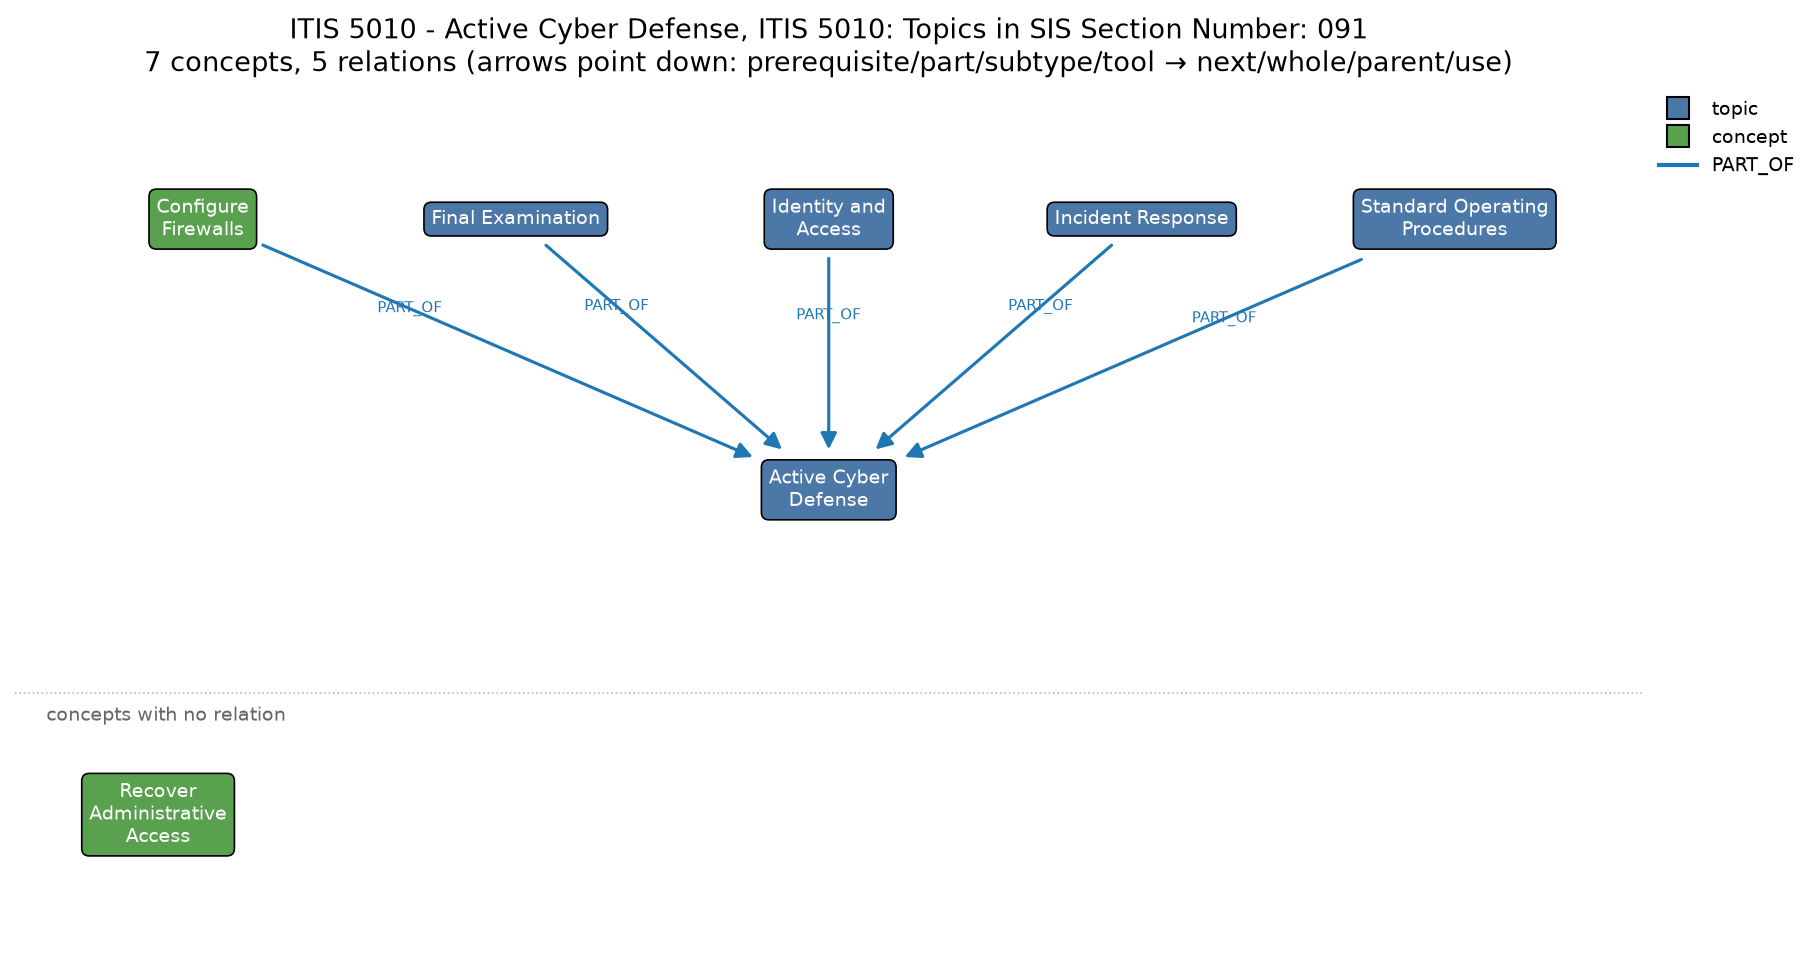 ITIS 5010 - Active Cyber Defense, ITIS 5010: Topics in SIS Section Number: 091
7 concepts, 5 relations (arrows point down: prerequisite/part/subtype/tool → next/whole/parent/use)
topic
concept
PART_OF
Configure
Firewalls
Final Examination
Identity and
Access
Incident Response
Standard Operating
Procedures
PART_OF
PART_OF
PART_OF
PART_OF
PART_OF
Active Cyber
Defense
concepts with no relation
Recover
Administrative
Access